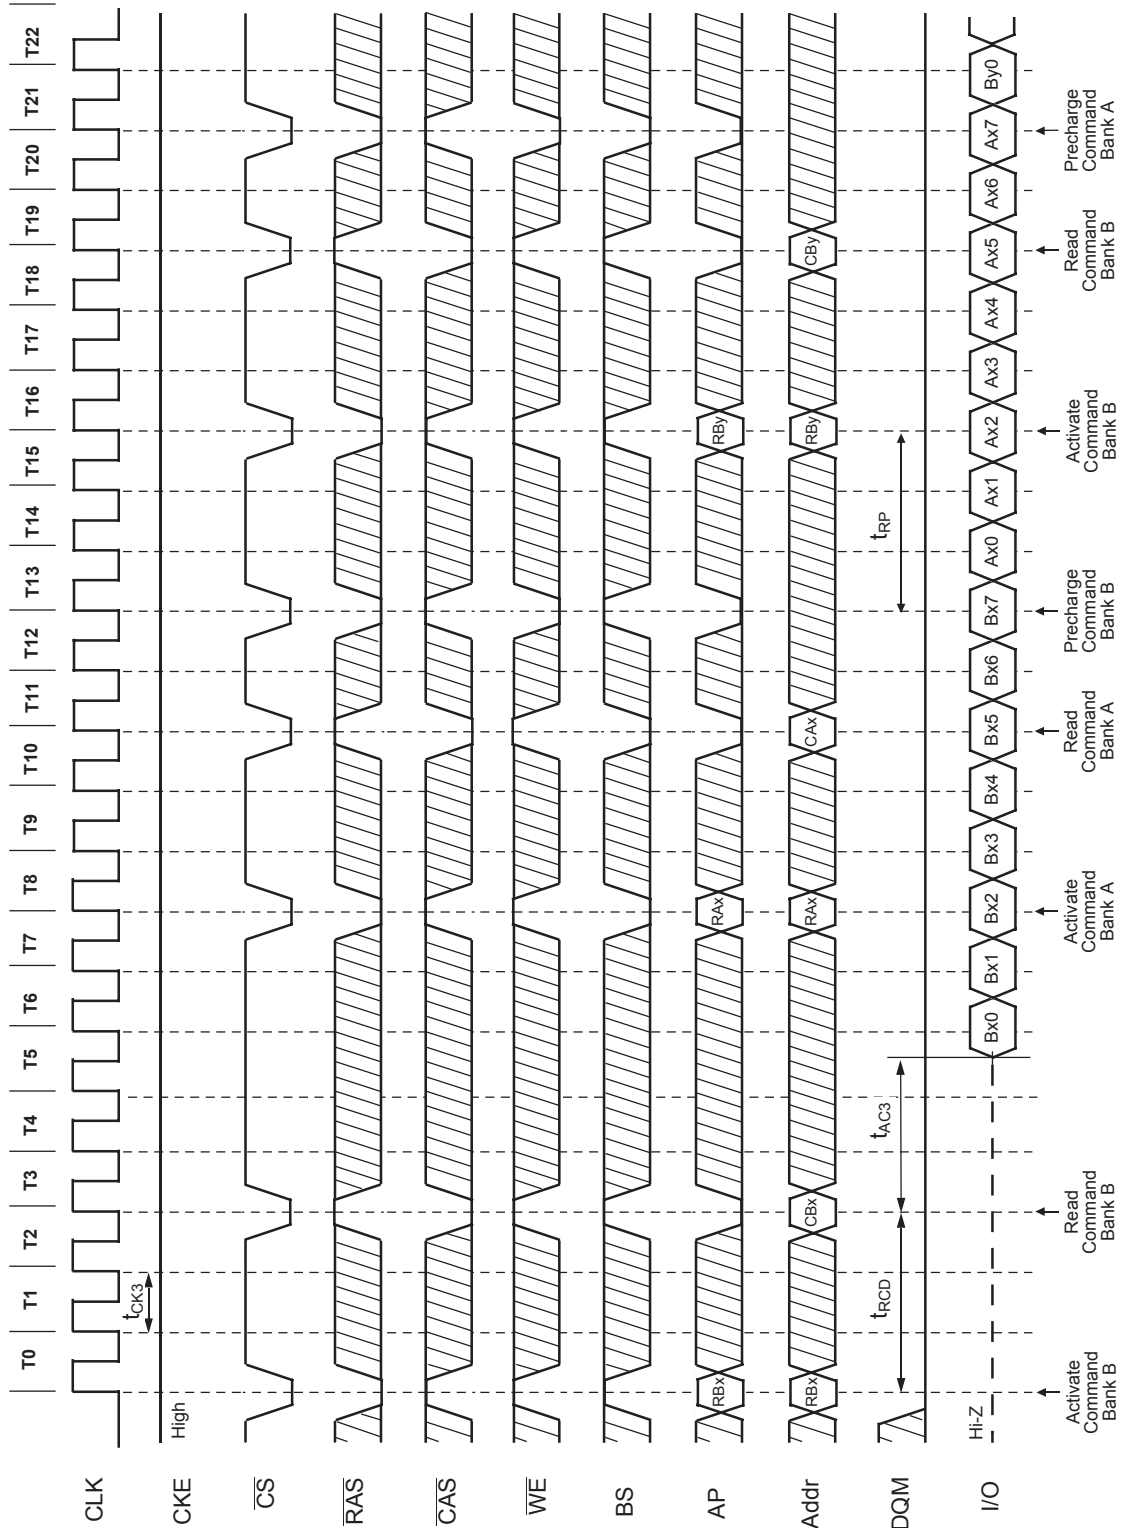 T0 T1 T2 T3 T4 T5 T6 T7 T8 T9 T10 T11 T12 T13 T14 T15 T16 T17 T18 T19 T20 T21 T22
CLK
tCK3
CKE
High
CS
RAS
CAS
WE
BS
AP
RBx RAx RBy
Addr
RBx CBx RAx CAx RBy CBy
DQM
tRCD tAC3 tRP
I/O
Hi-Z Bx0 Bx1 Bx2 Bx3 Bx4 Bx5 Bx6 Bx7 Ax0 Ax1 Ax2 Ax3 Ax4 Ax5 Ax6 Ax7 By0
Activate
Command
Bank B
Read
Command
Bank B
Activate
Command
Bank A
Read
Command
Bank A
Precharge
Command
Bank B
Activate
Command
Bank B
Read
Command
Bank B
Precharge
Command
Bank A